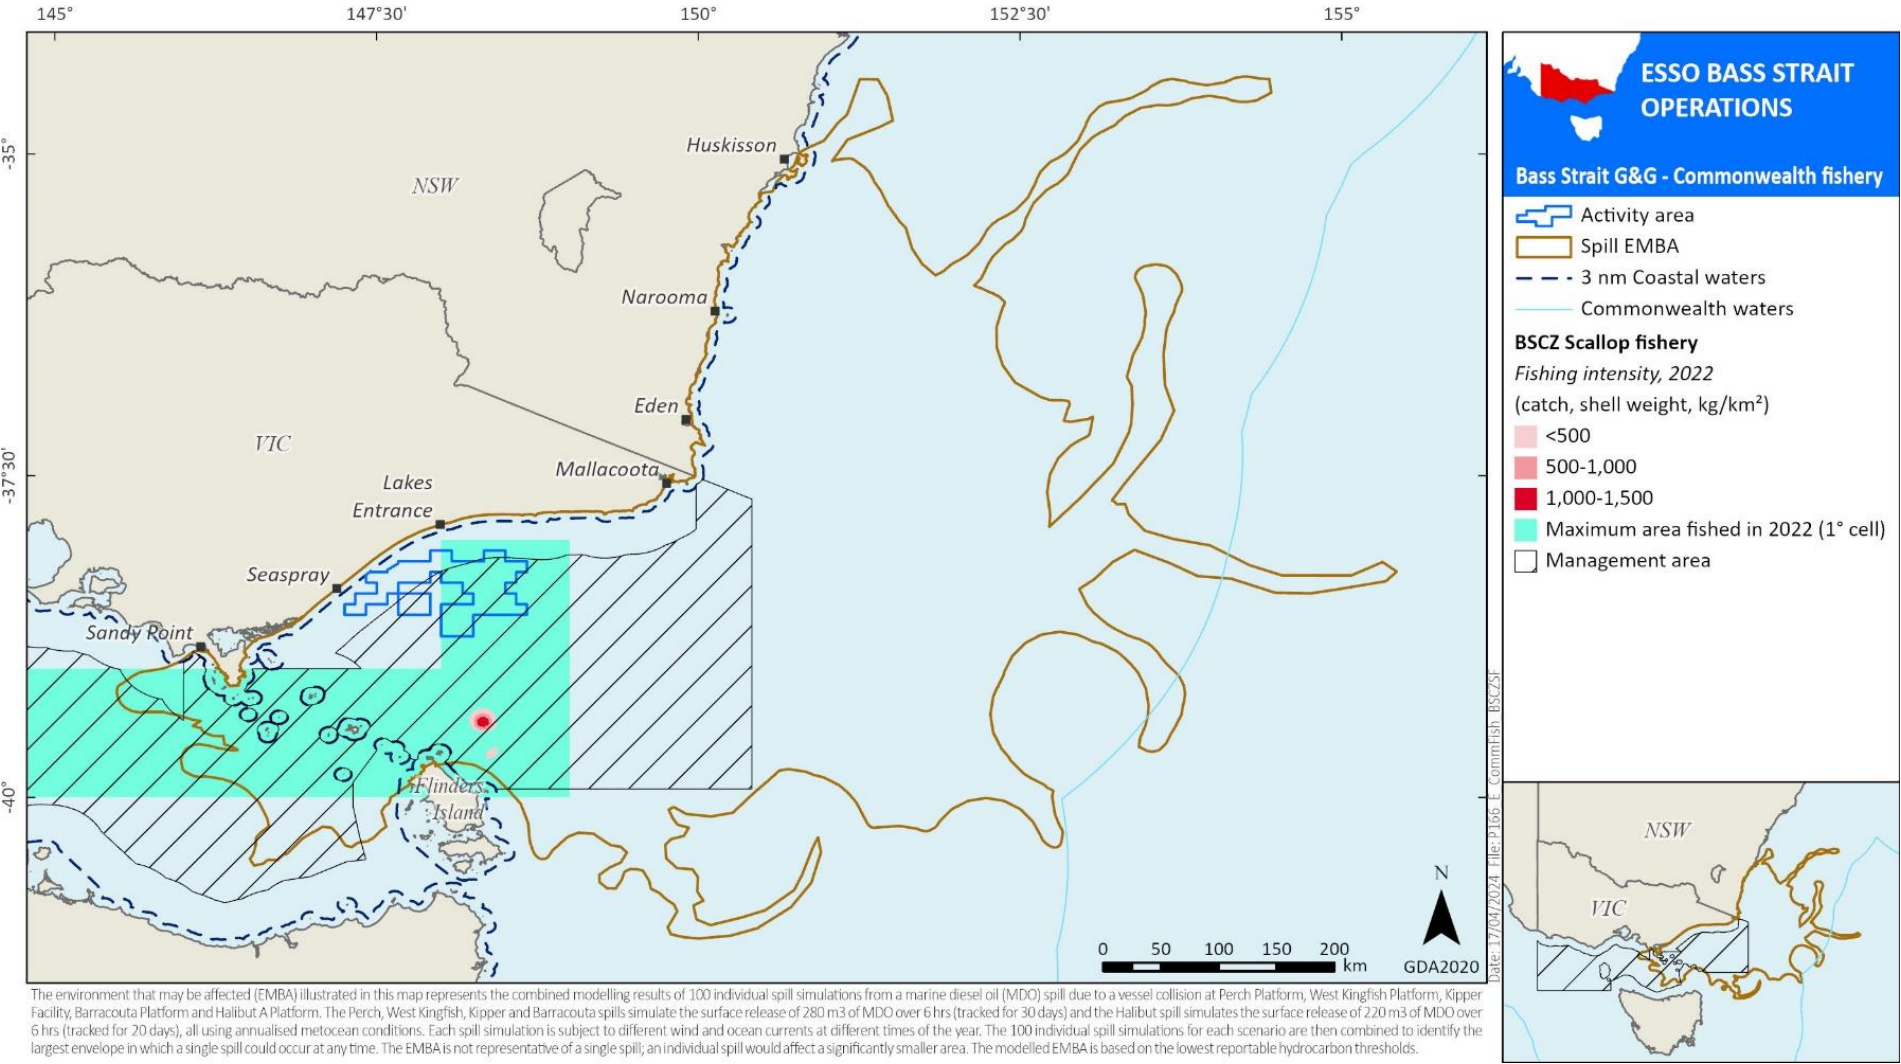 145°
147°30'
150°
152°30'
155°
-35°
-37°30'
-40°
Huskisson
NSW
Narooma
Eden
VIC
Mallacoota
Lakes
Entrance
Seaspray
Sandy Point
Flinders
Island
N
0 50 100 150 200
km
GDA2020
Date: 17/04/2024 File: P166_E_CommFish_BSCZSF
ESSO BASS STRAIT
OPERATIONS
Bass Strait G&G - Commonwealth fishery
Activity area
Spill EMBA
3 nm Coastal waters
Commonwealth waters
BSCZ Scallop fishery
Fishing intensity, 2022
(catch, shell weight, kg/km²)
<500
500-1,000
1,000-1,500
Maximum area fished in 2022 (1° cell)
Management area
NSW
VIC
The environment that may be affected (EMBA) illustrated in this map represents the combined modelling results of 100 individual spill simulations from a marine diesel oil (MDO) spill due to a vessel collision at Perch Platform, West Kingfish Platform, Kipper
Facility, Barracouta Platform and Halibut A Platform. The Perch, West Kingfish, Kipper and Barracouta spills simulate the surface release of 280 m3 of MDO over 6 hrs (tracked for 30 days) and the Halibut spill simulates the surface release of 220 m3 of MDO over
6 hrs (tracked for 20 days), all using annualised metocean conditions. Each spill simulation is subject to different wind and ocean currents at different times of the year. The 100 individual spill simulations for each scenario are then combined to identify the
largest envelope in which a single spill could occur at any time. The EMBA is not representative of a single spill; an individual spill would affect a significantly smaller area. The modelled EMBA is based on the lowest reportable hydrocarbon thresholds.